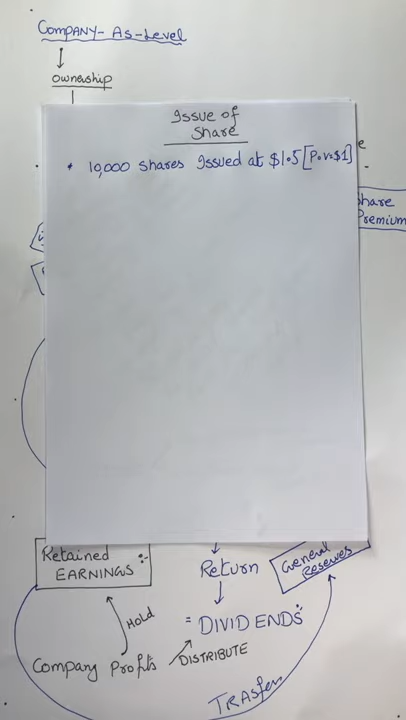 COMPANY- AS-Level
ownership
Issue of
Share
* 10,000 shares Issued at $1.5 [P.V=$1]
hare
Premium
Retained
EARNINGS :-
Return
General
Reserves
HOLD
= DIVIDENDS :
Company Profits
DISTRIBUTE
TRASfer